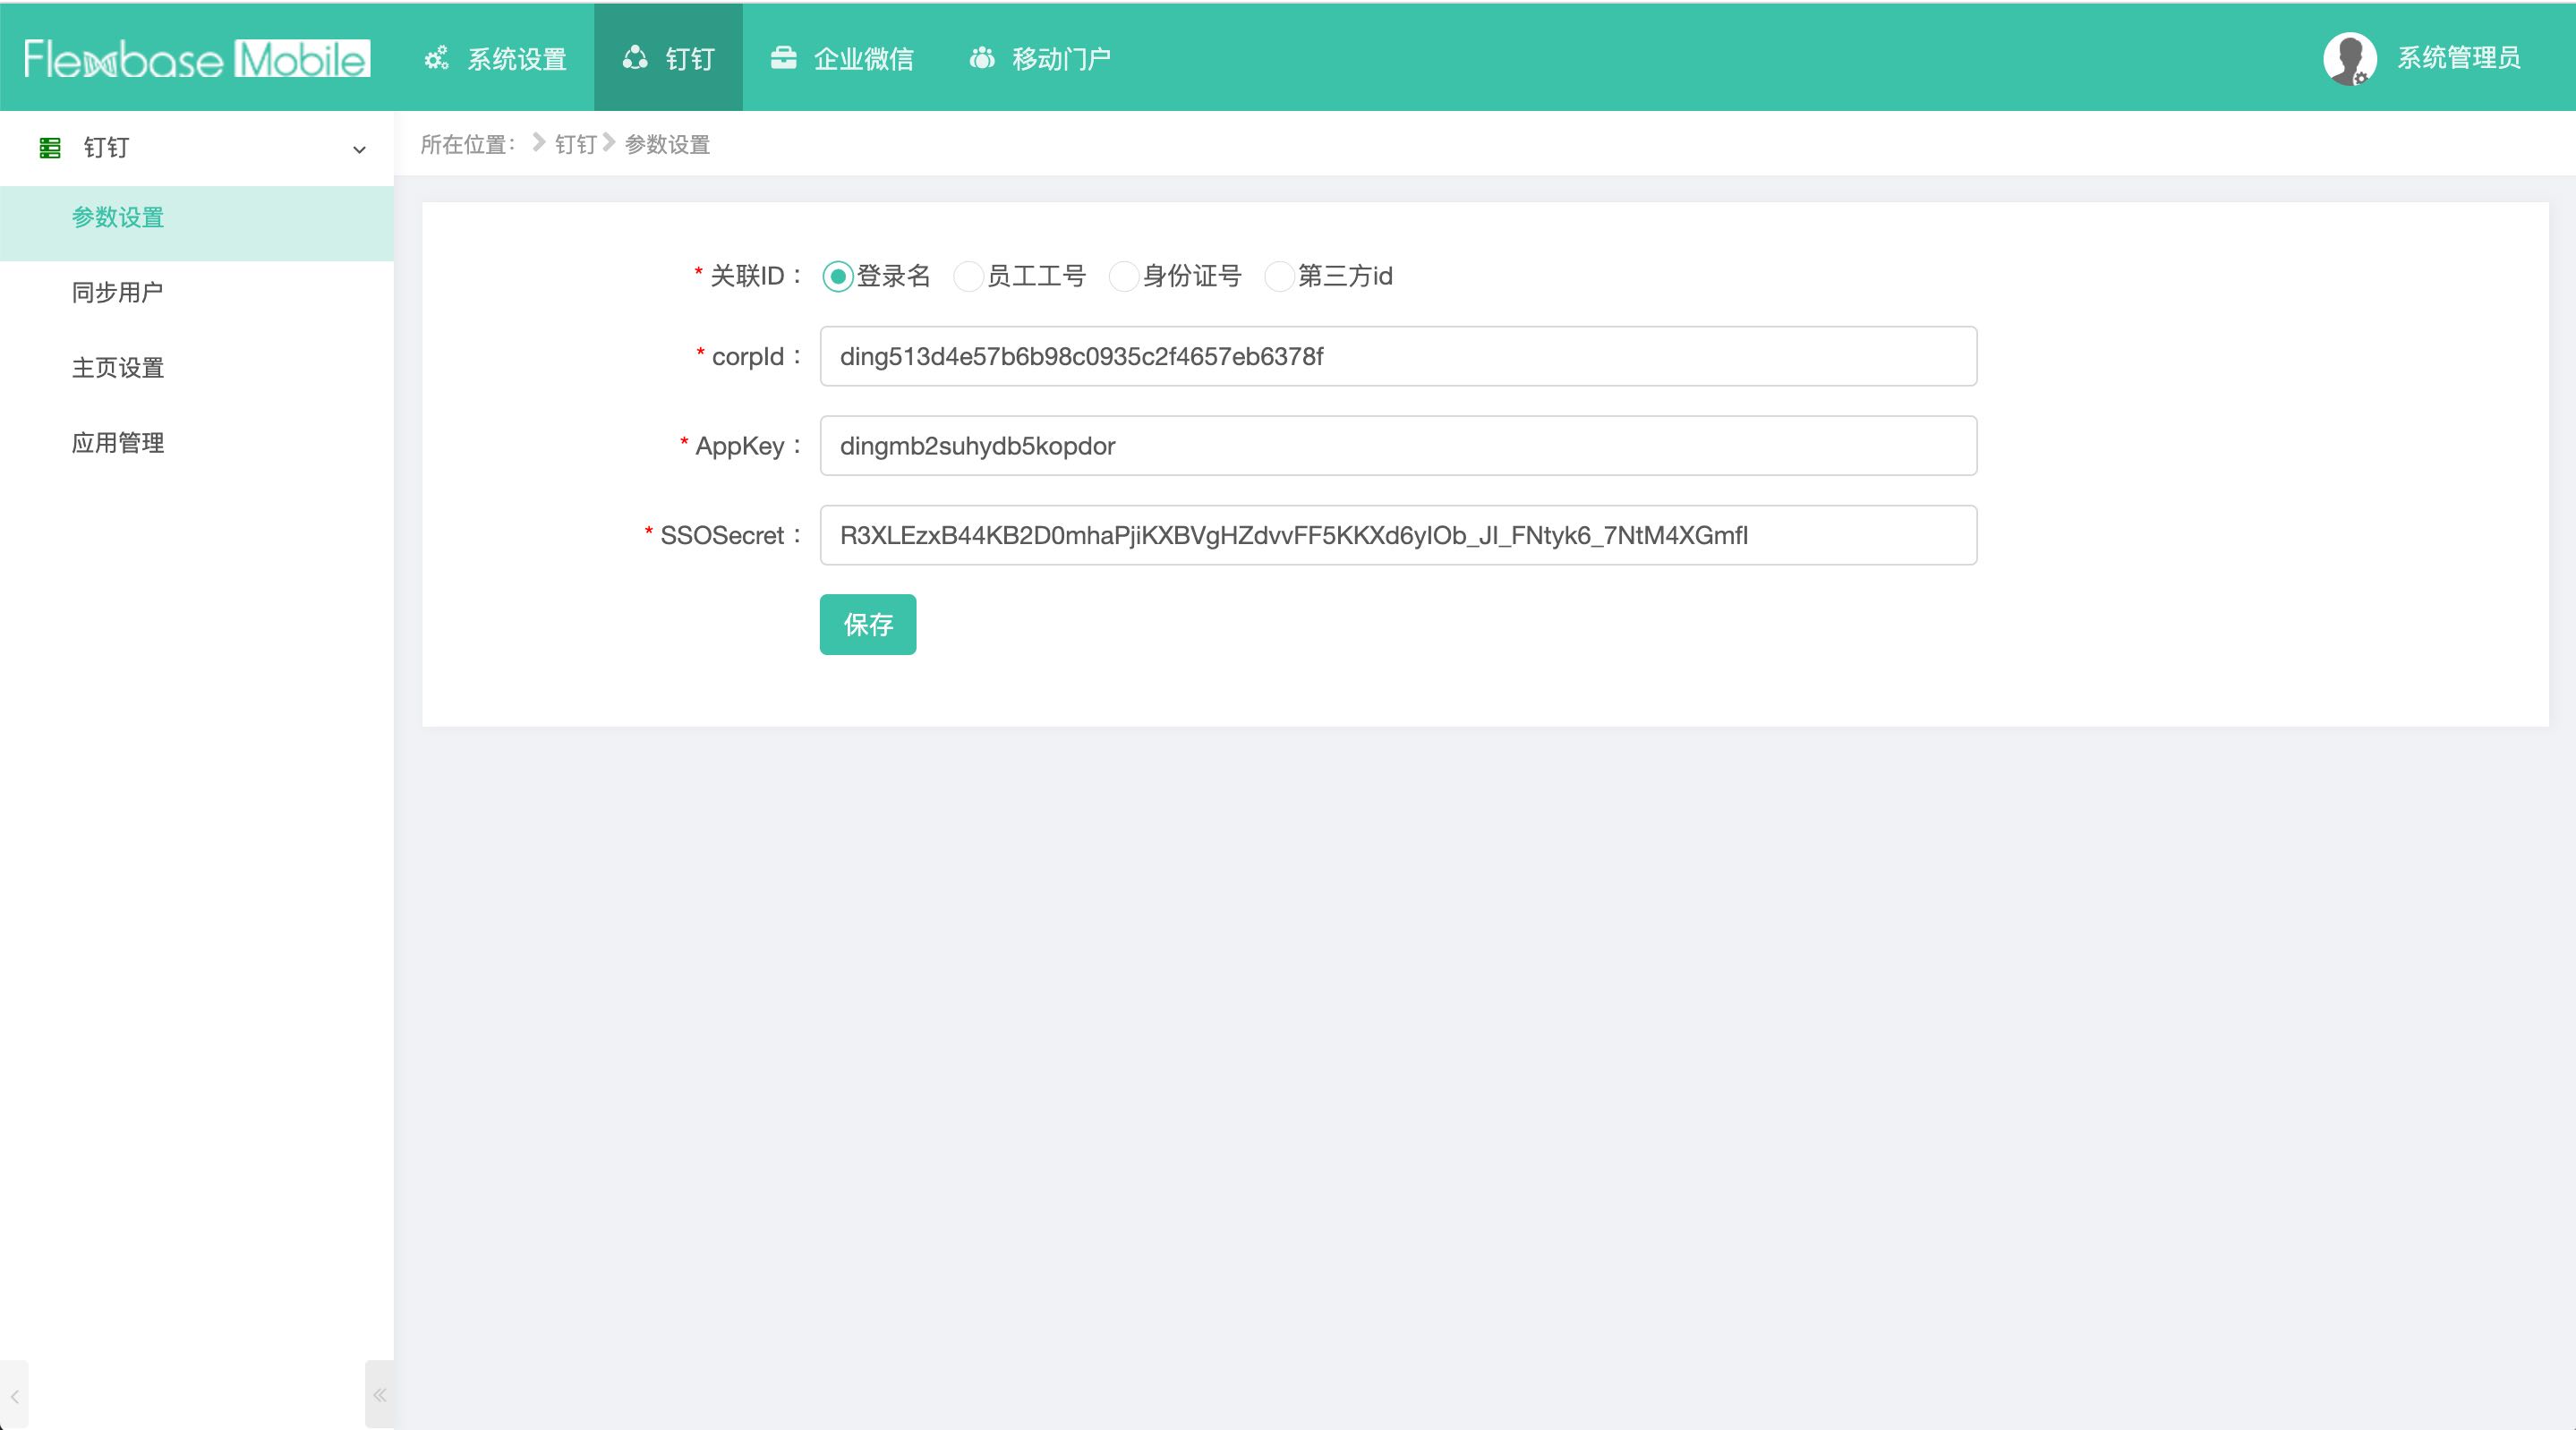 Flexbase Mobile
系统设置
钉钉
企业微信
移动门户
系统管理员
钉钉
参数设置
同步用户
主页设置
应用管理
所在位置： 钉钉 参数设置
* 关联ID： 登录名 员工工号 身份证号 第三方id
* corpId： ding513d4e57b6b98c0935c2f4657eb6378f
* AppKey： dingmb2suhydb5kopdor
* SSOSecret： R3XLEzxB44KB2D0mhaPjiKXBVgHZdvvFF5KKXd6yIOb_JI_FNtyk6_7NtM4XGmfI
保存